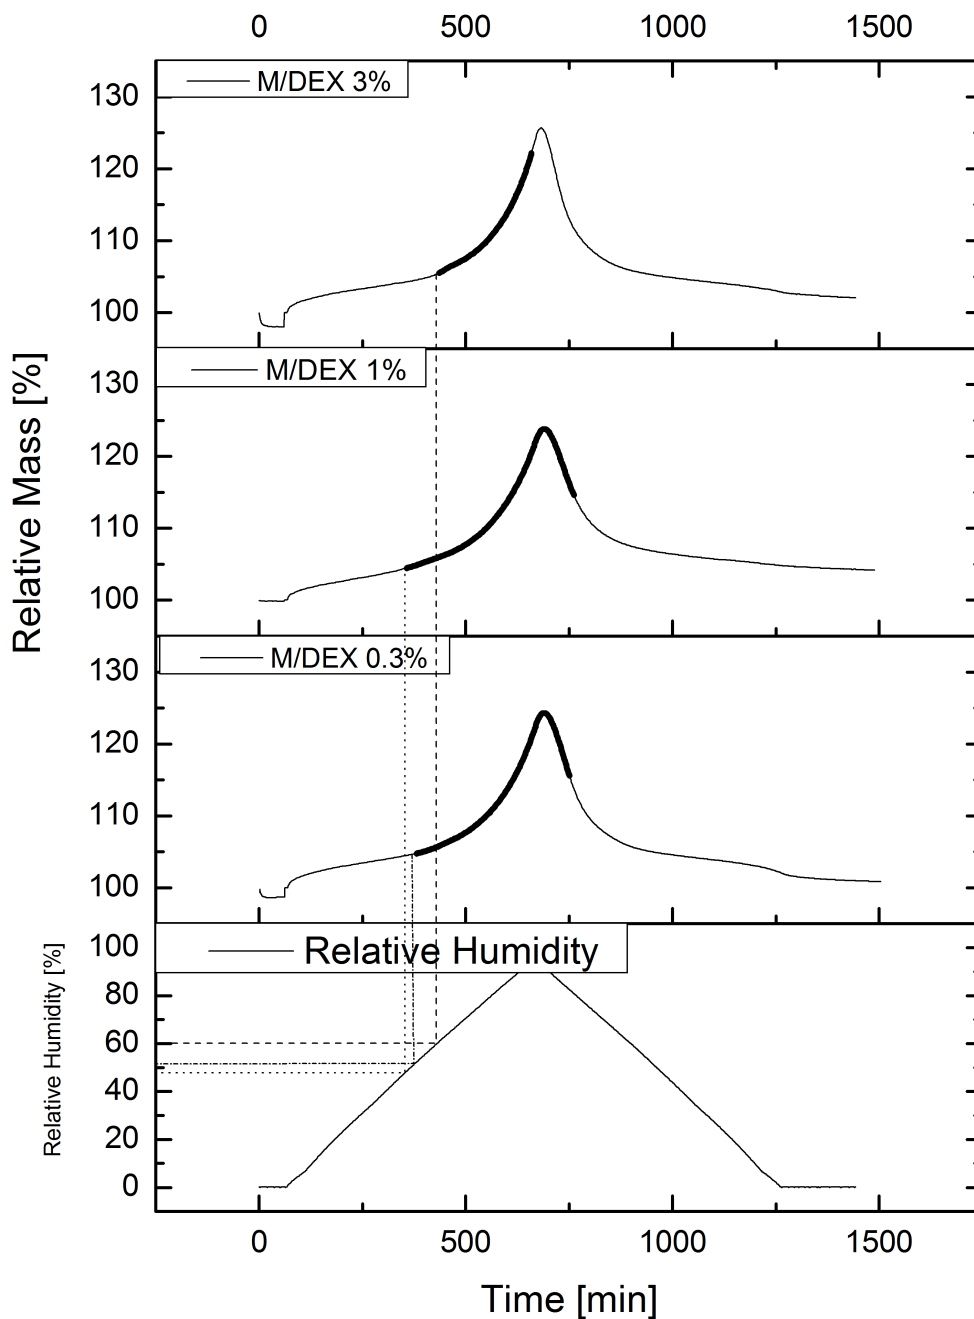 0 500 1000 1500
M/DEX 3%
130
120
110
100
M/DEX 1%
130
120
110
100
M/DEX 0.3%
130
120
110
100
Relative Mass [%]
Relative Humidity
100
80
60
40
20
0
Relative Humidity [%]
0 500 1000 1500
Time [min]